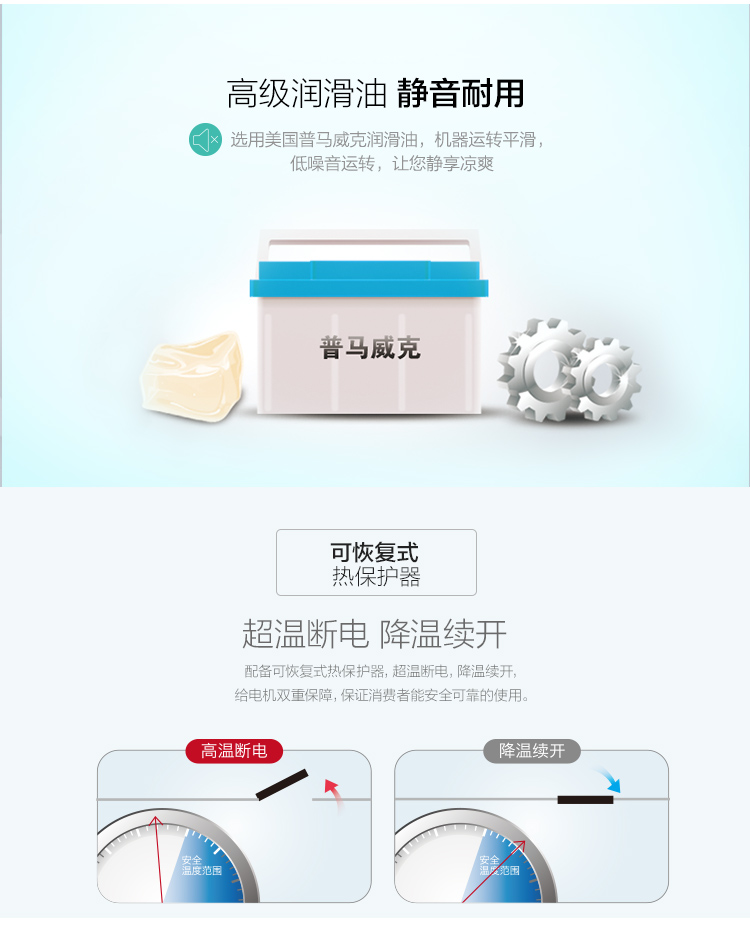 高级润滑油 静音耐用
选用美国普马威克润滑油，机器运转平滑，
低噪音运转，让您静享凉爽
普马威克
可恢复式
热保护器
超温断电 降温续开
配备可恢复式热保护器, 超温断电, 降温续开,
给电机双重保障, 保证消费者能安全可靠的使用。
高温断电
降温续开
安全
温度范围
安全
温度范围